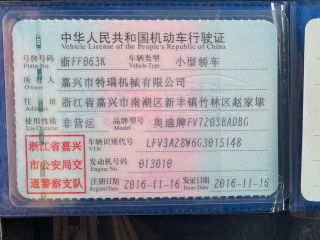 中华人民共和国机动车行驶证
Vehicle License of the People's Republic of China
号牌号码 浙FF063K 车辆类型 小型轿车
Plate No. Vehicle Type
所有人 嘉兴市特瑞机械有限公司
Owner
住址 浙江省嘉兴市南湖区新丰镇竹林区赵家埭
Address
使用性质 非营运 品牌型号 奥迪牌FV7203BADBG
Use Character Model
浙江省嘉兴 车辆识别代号 LFV3A28W6G3015148
VIN
市公安局交 发动机号码 013010
Engine No.
通警察支队 注册日期 2016-11-16 发证日期 2016-11-16
Register Date Issue Date